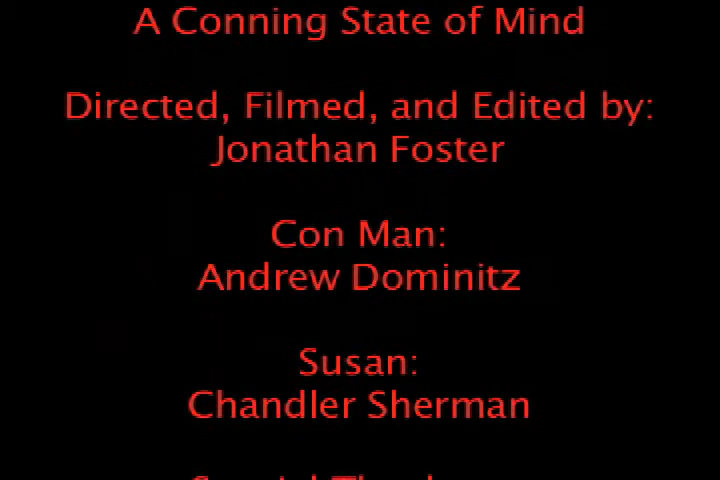 A Conning State of Mind
Directed, Filmed, and Edited by:
Jonathan Foster
Con Man:
Andrew Dominitz
Susan:
Chandler Sherman